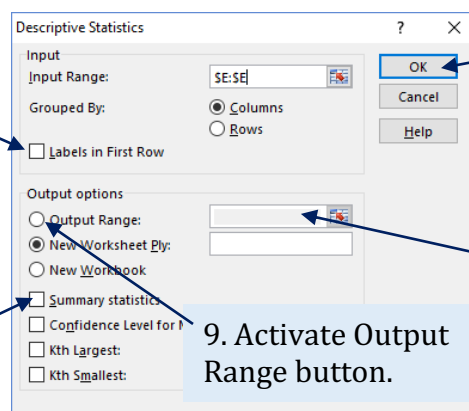 Descriptive Statistics ? ×
Input
Input Range: $E:$E
Grouped By: Columns
Rows
Labels in First Row
OK
Cancel
Help
Output options
Output Range:
New Worksheet Ply:
New Workbook
Summary statistics
Confidence Level for
Kth Largest:
Kth Smallest:
9. Activate Output
Range button.